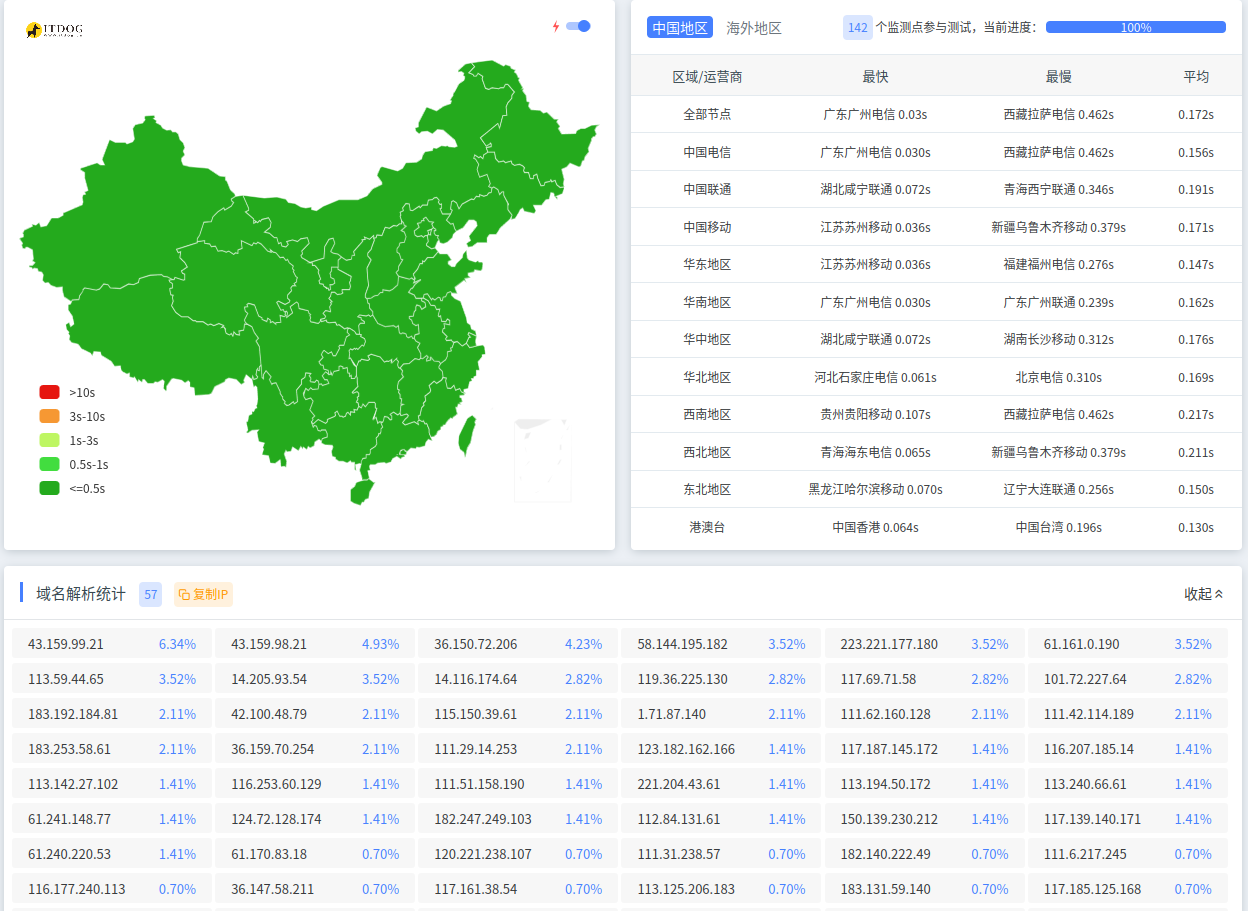 ITDOG
>10s
3s-10s
1s-3s
0.5s-1s
<=0.5s
中国地区 海外地区 142 个监测点参与测试，当前进度： 100%
区域/运营商 最快 最慢 平均
全部节点 广东广州电信 0.03s 西藏拉萨电信 0.462s 0.172s
中国电信 广东广州电信 0.030s 西藏拉萨电信 0.462s 0.156s
中国联通 湖北咸宁联通 0.072s 青海西宁联通 0.346s 0.191s
中国移动 江苏苏州移动 0.036s 新疆乌鲁木齐移动 0.379s 0.171s
华东地区 江苏苏州移动 0.036s 福建福州电信 0.276s 0.147s
华南地区 广东广州电信 0.030s 广东广州联通 0.239s 0.162s
华中地区 湖北咸宁联通 0.072s 湖南长沙移动 0.312s 0.176s
华北地区 河北石家庄电信 0.061s 北京电信 0.310s 0.169s
西南地区 贵州贵阳移动 0.107s 西藏拉萨电信 0.462s 0.217s
西北地区 青海海东电信 0.065s 新疆乌鲁木齐移动 0.379s 0.211s
东北地区 黑龙江哈尔滨移动 0.070s 辽宁大连联通 0.256s 0.150s
港澳台 中国香港 0.064s 中国台湾 0.196s 0.130s
域名解析统计 57 复制IP 收起
43.159.99.21 6.34% 43.159.98.21 4.93% 36.150.72.206 4.23% 58.144.195.182 3.52% 223.221.177.180 3.52% 61.161.0.190 3.52%
113.59.44.65 3.52% 14.205.93.54 3.52% 14.116.174.64 2.82% 119.36.225.130 2.82% 117.69.71.58 2.82% 101.72.227.64 2.82%
183.192.184.81 2.11% 42.100.48.79 2.11% 115.150.39.61 2.11% 1.71.87.140 2.11% 111.62.160.128 2.11% 111.42.114.189 2.11%
183.253.58.61 2.11% 36.159.70.254 2.11% 111.29.14.253 2.11% 123.182.162.166 1.41% 117.187.145.172 1.41% 116.207.185.14 1.41%
113.142.27.102 1.41% 116.253.60.129 1.41% 111.51.158.190 1.41% 221.204.43.61 1.41% 113.194.50.172 1.41% 113.240.66.61 1.41%
61.241.148.77 1.41% 124.72.128.174 1.41% 182.247.249.103 1.41% 112.84.131.61 1.41% 150.139.230.212 1.41% 117.139.140.171 1.41%
61.240.220.53 1.41% 61.170.83.18 0.70% 120.221.238.107 0.70% 111.31.238.57 0.70% 182.140.222.49 0.70% 111.6.217.245 0.70%
116.177.240.113 0.70% 36.147.58.211 0.70% 117.161.38.54 0.70% 113.125.206.183 0.70% 183.131.59.140 0.70% 117.185.125.168 0.70%